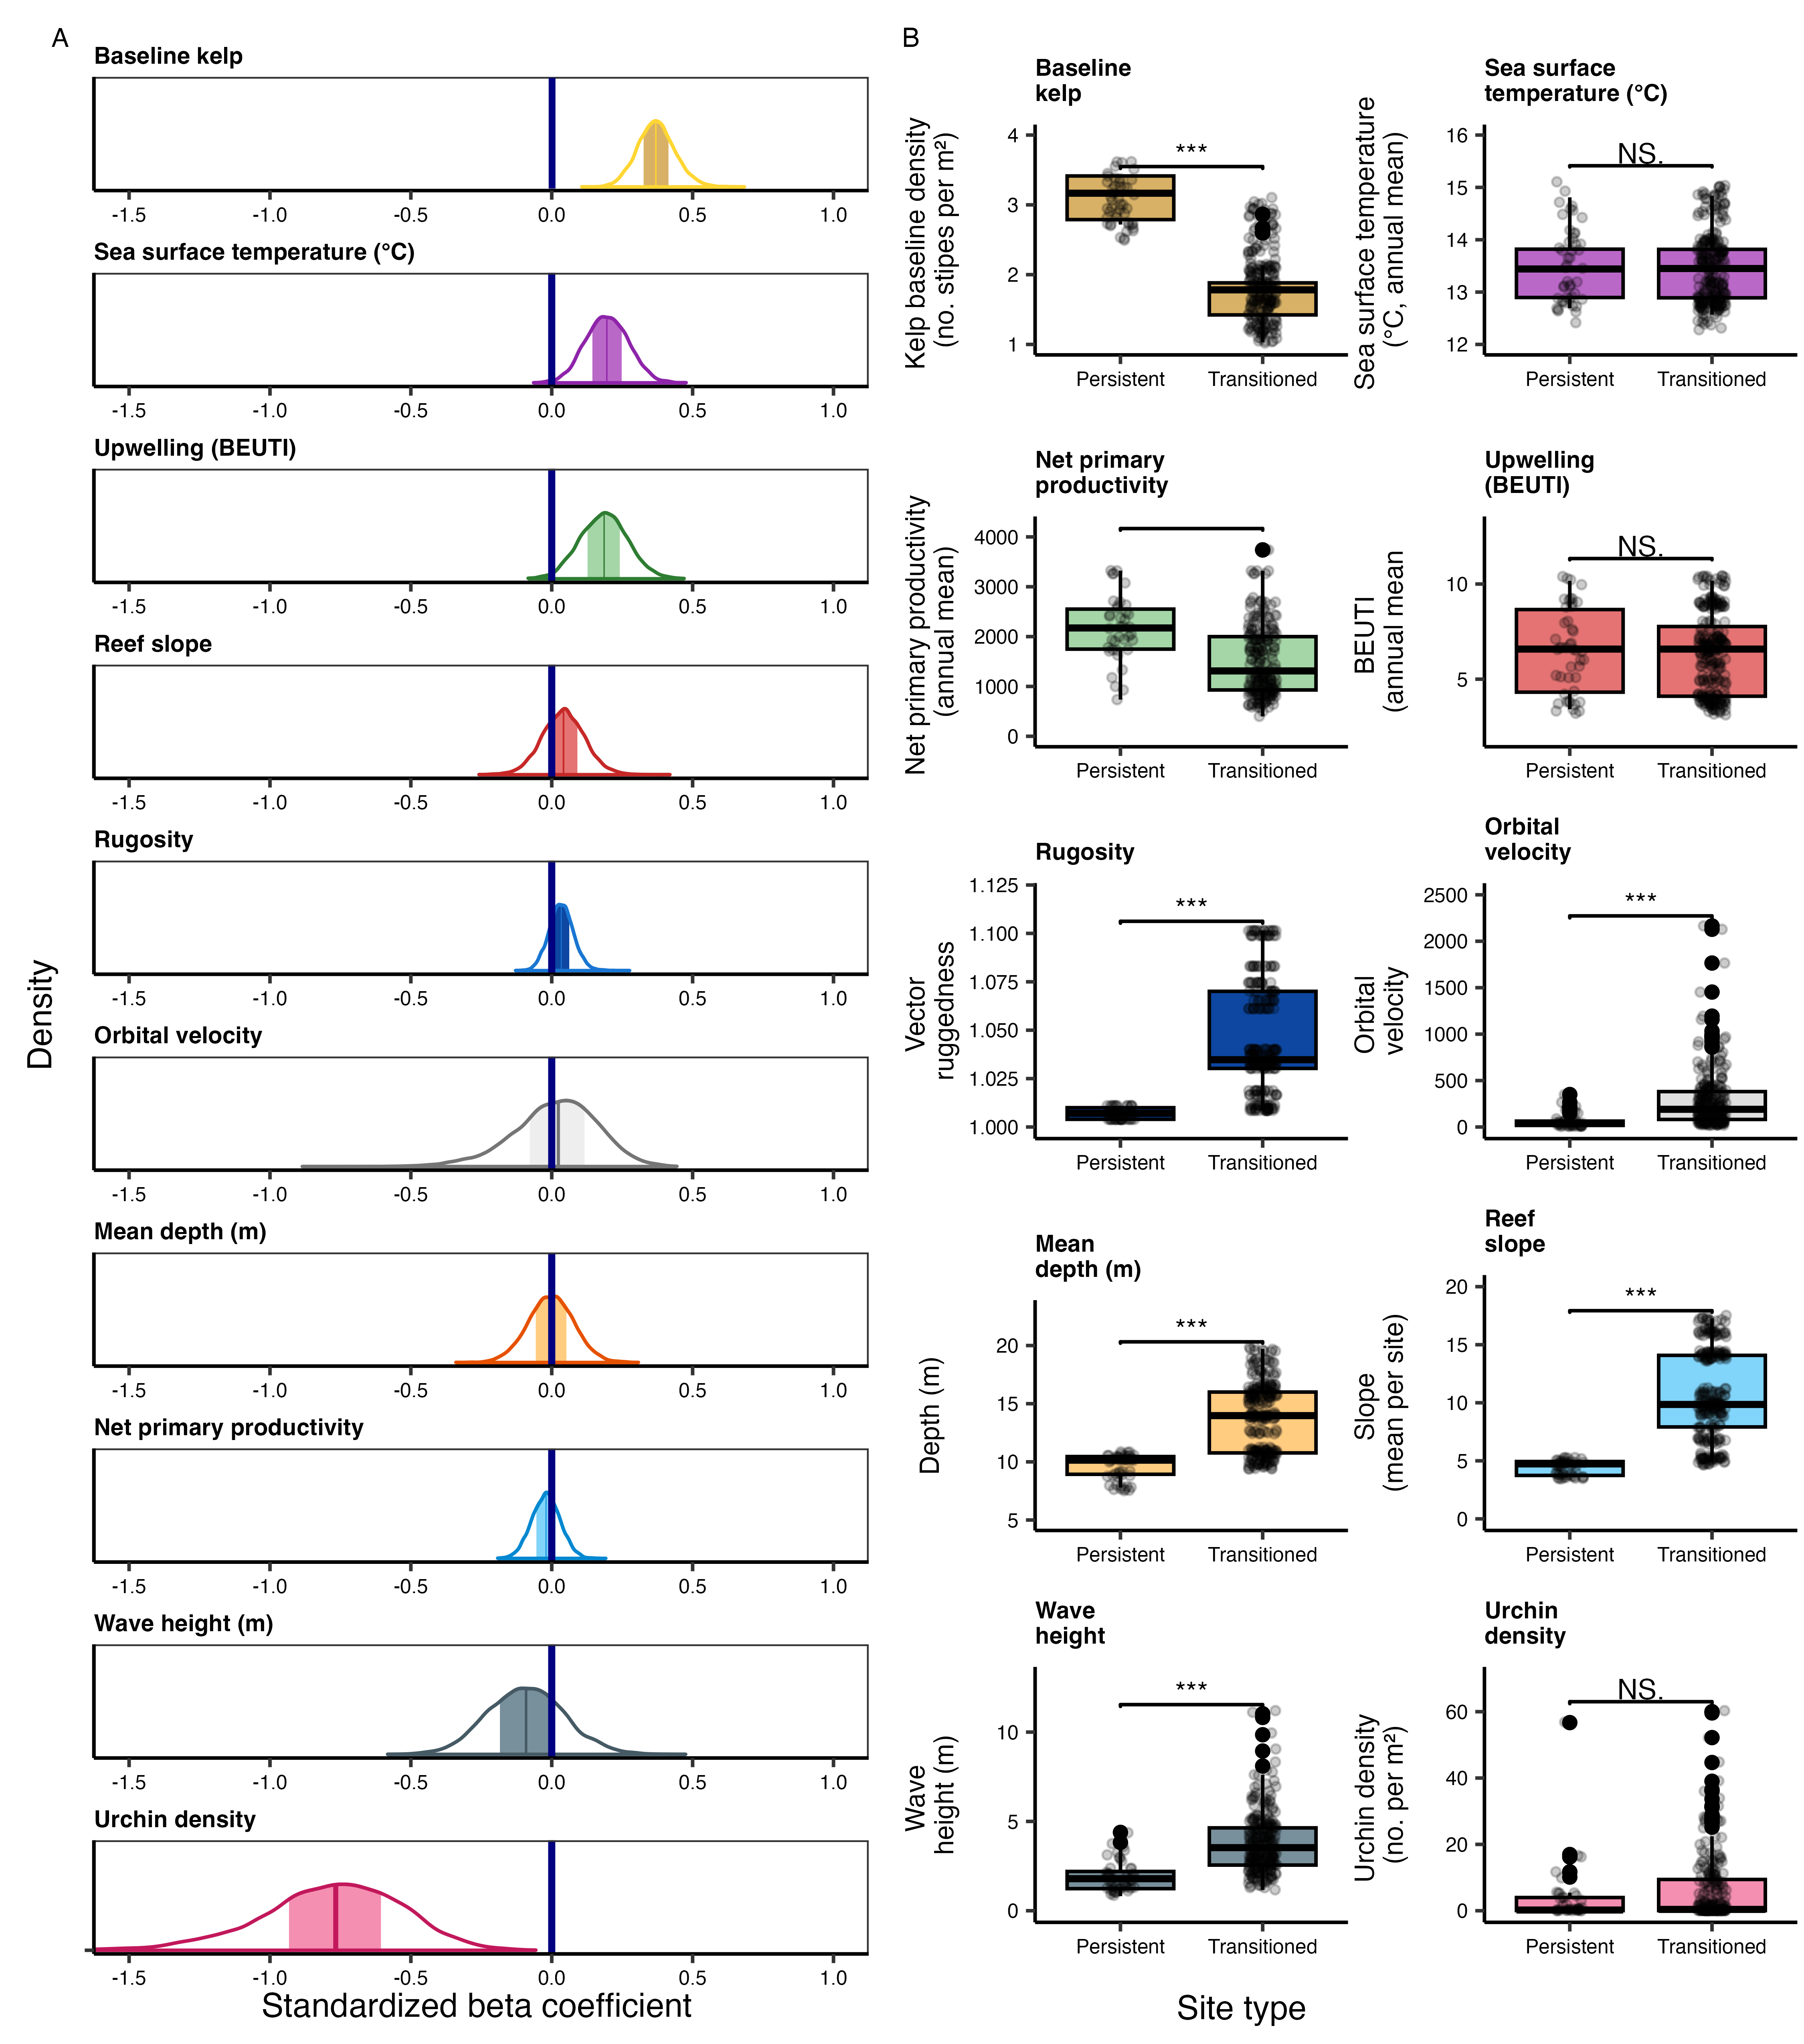 A
Baseline kelp
-1.5 -1.0 -0.5 0.0 0.5 1.0
Sea surface temperature (°C)
-1.5 -1.0 -0.5 0.0 0.5 1.0
Upwelling (BEUTI)
-1.5 -1.0 -0.5 0.0 0.5 1.0
Reef slope
-1.5 -1.0 -0.5 0.0 0.5 1.0
Rugosity
-1.5 -1.0 -0.5 0.0 0.5 1.0
Orbital velocity
-1.5 -1.0 -0.5 0.0 0.5 1.0
Mean depth (m)
-1.5 -1.0 -0.5 0.0 0.5 1.0
Net primary productivity
-1.5 -1.0 -0.5 0.0 0.5 1.0
Wave height (m)
-1.5 -1.0 -0.5 0.0 0.5 1.0
Urchin density
-1.5 -1.0 -0.5 0.0 0.5 1.0
Density
Standardized beta coefficient
B
Baseline
kelp
Kelp baseline density
(no. stipes per m²)
4
3
2
1
***
Persistent Transitioned
Sea surface
temperature (°C)
Sea surface temperature
(°C, annual mean)
16
15
14
13
12
NS.
Persistent Transitioned
Net primary
productivity
Net primary productivity
(annual mean)
4000
3000
2000
1000
0
Persistent Transitioned
Upwelling
(BEUTI)
BEUTI
(annual mean
10
5
NS.
Persistent Transitioned
Rugosity
Vector
ruggedness
1.125
1.100
1.075
1.050
1.025
1.000
***
Persistent Transitioned
Orbital
velocity
Orbital
velocity
2500
2000
1500
1000
500
0
***
Persistent Transitioned
Mean
depth (m)
Depth (m)
20
15
10
5
***
Persistent Transitioned
Reef
slope
Slope
(mean per site)
20
15
10
5
0
***
Persistent Transitioned
Wave
height
Wave
height (m)
10
5
0
***
Persistent Transitioned
Urchin
density
Urchin density
(no. per m²)
60
40
20
0
NS.
Persistent Transitioned
Site type